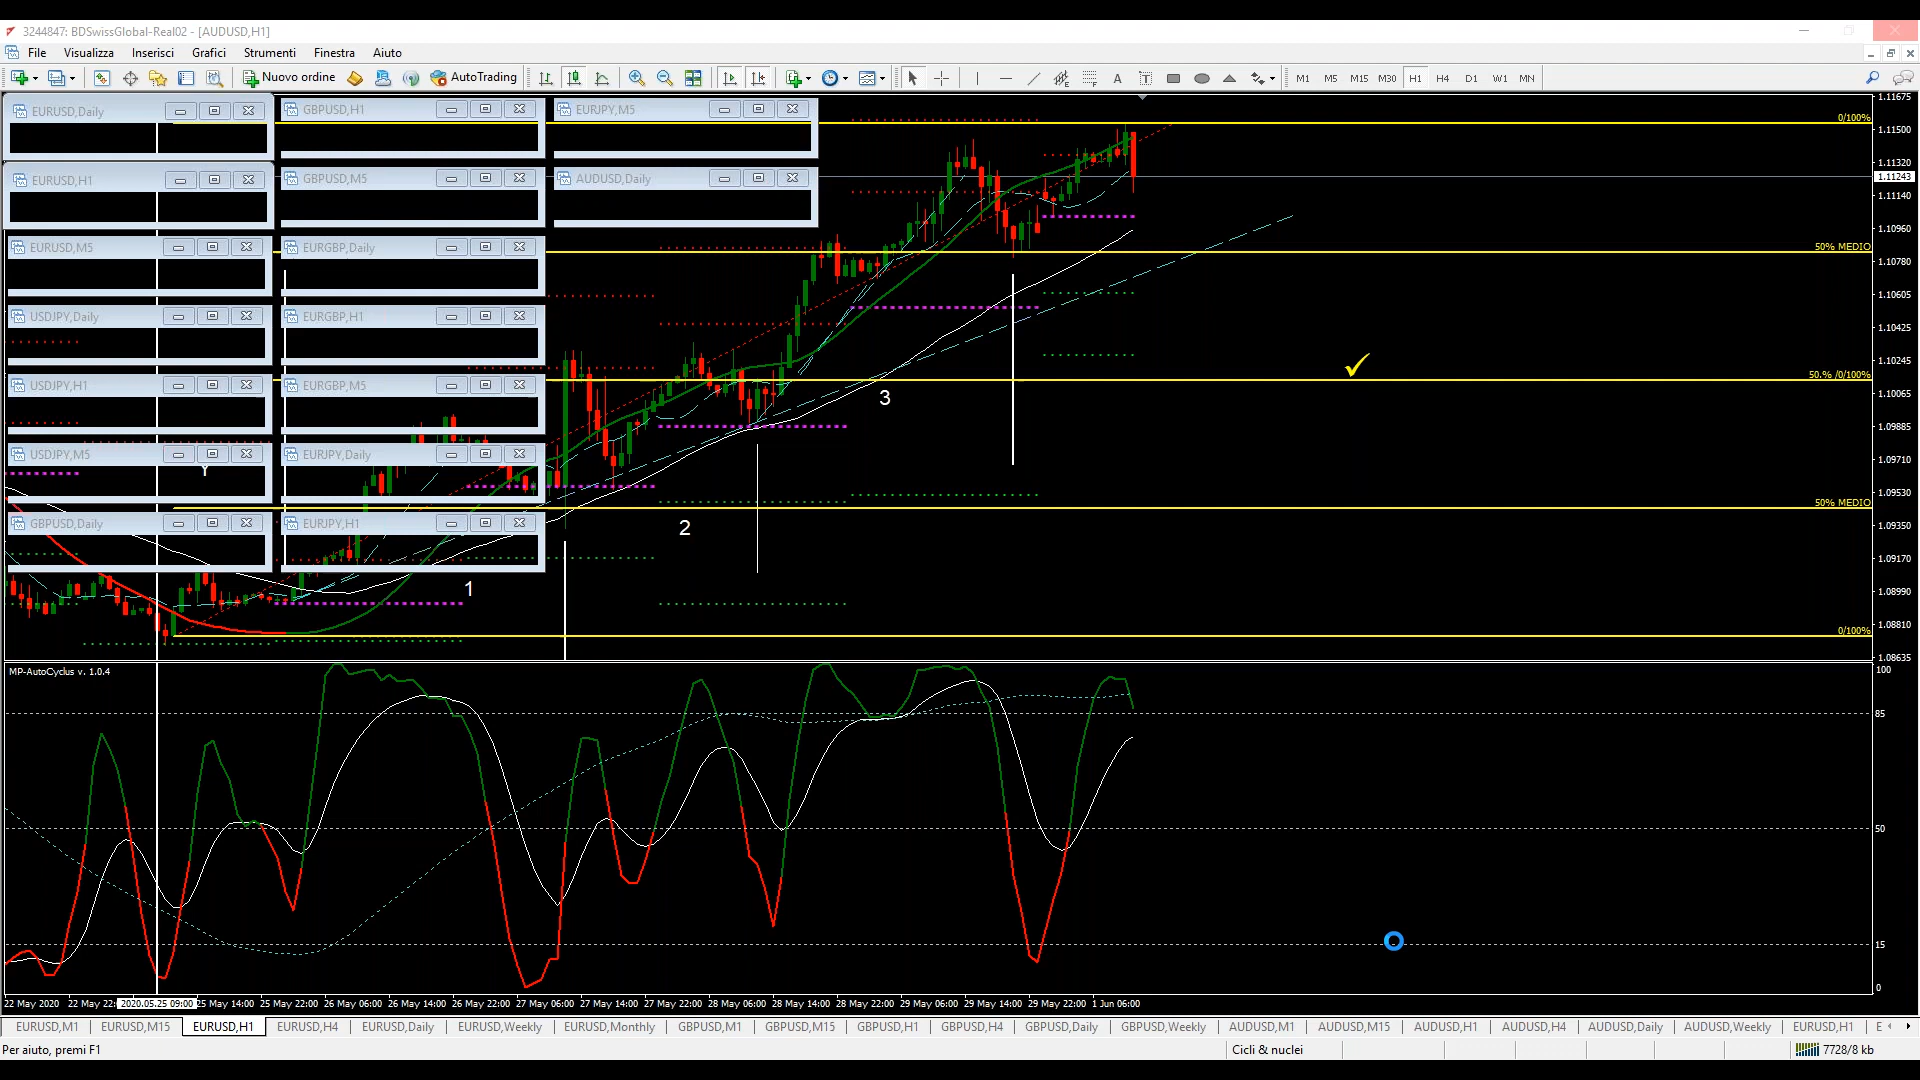 3244847: BDSwissGlobal-Real02 - [AUDUSD,H1]
File Visualizza Inserisci Grafici Strumenti Finestra Aiuto
Nuovo ordine AutoTrading A T M1 M5 M15 M30 H1 H4 D1 W1 MN
EURUSD,Daily GBPUSD,H1 EURJPY,M5
EURUSD,H1 GBPUSD,M5 AUDUSD,Daily
EURUSD,M5 EURGBP,Daily
USDJPY,Daily EURGBP,H1
USDJPY,H1 EURGBP,M5
USDJPY,M5 EURJPY,Daily
GBPUSD,Daily EURJPY,H1
0/100%
50% MEDIO
50.% /0/100%
50% MEDIO
0/100%
1
2
3
1.11675
1.11500
1.11320
1.11243
1.11140
1.10960
1.10780
1.10605
1.10425
1.10245
1.10065
1.09885
1.09710
1.09530
1.09350
1.09170
1.08990
1.08810
1.08635
MP-AutoCyclus v. 1.0.4
100
85
50
15
0
22 May 2020 22 May 22: 2020.05.25 09:00 25 May 14:00 25 May 22:00 26 May 06:00 26 May 14:00 26 May 22:00 27 May 06:00 27 May 14:00 27 May 22:00 28 May 06:00 28 May 14:00 28 May 22:00 29 May 06:00 29 May 14:00 29 May 22:00 1 Jun 06:00
EURUSD,M1 EURUSD,M15 EURUSD,H1 EURUSD,H4 EURUSD,Daily EURUSD,Weekly EURUSD,Monthly GBPUSD,M1 GBPUSD,M15 GBPUSD,H1 GBPUSD,H4 GBPUSD,Daily GBPUSD,Weekly AUDUSD,M1 AUDUSD,M15 AUDUSD,H1 AUDUSD,H4 AUDUSD,Daily AUDUSD,Weekly EURUSD,H1 E
Per aiuto, premi F1 Cicli & nuclei 7728/8 kb